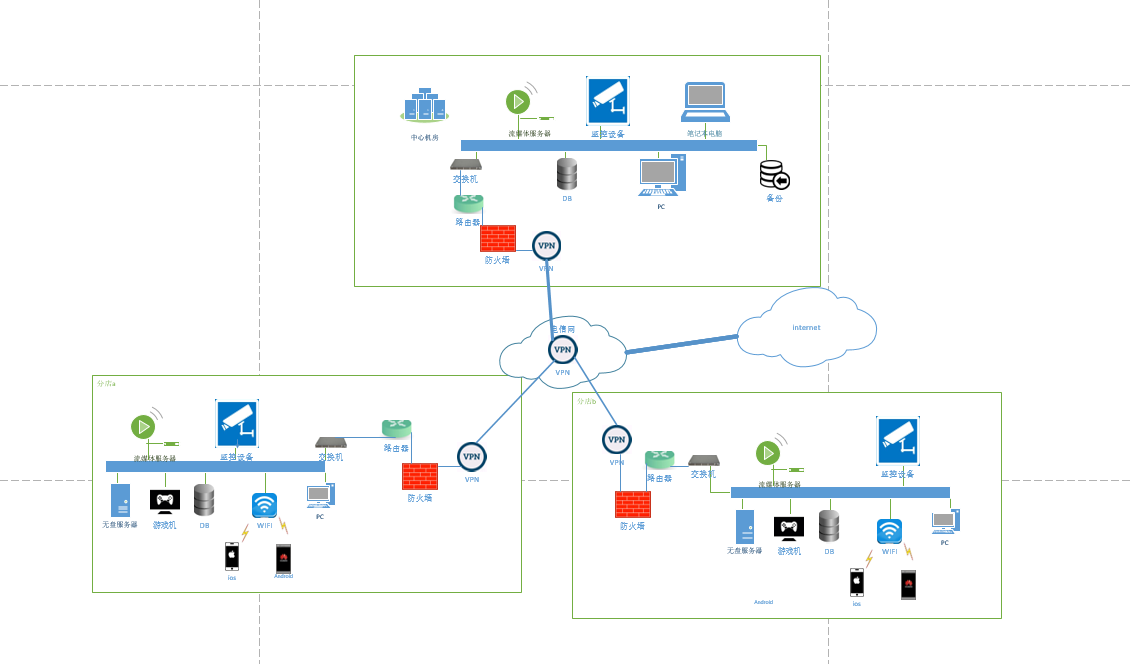 中心机房
流媒体服务器
监控设备
笔记本电脑
交换机
DB
PC
备份
路由器
防火墙
VPN
VPN
电信网
VPN
VPN
internet
分店a
流媒体服务器
监控设备
交换机
路由器
防火墙
VPN
VPN
无盘服务器
游戏机
DB
WIFI
PC
ios
Android
分店b
VPN
VPN
路由器
交换机
防火墙
流媒体服务器
监控设备
无盘服务器
游戏机
DB
WIFI
PC
ios
Android